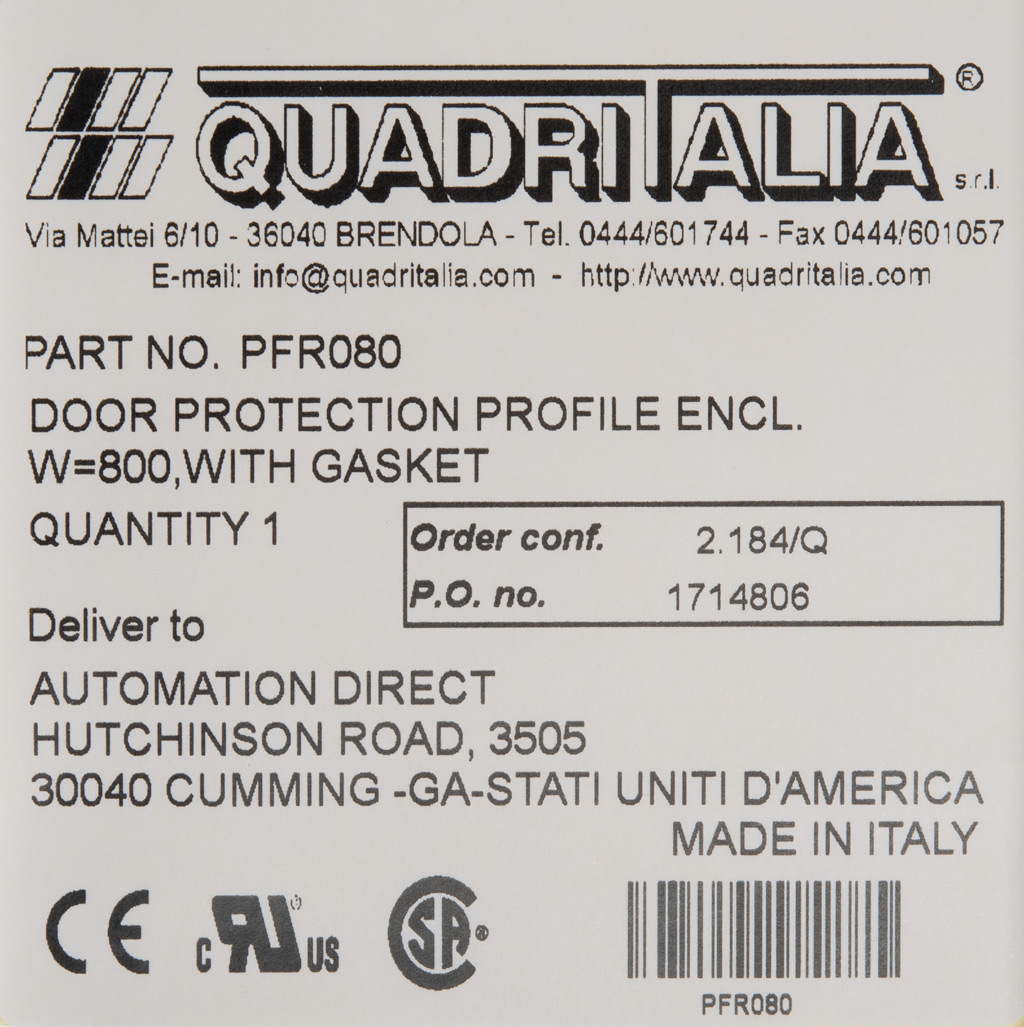 QUADRITALIA ® s.r.l.
Via Mattei 6/10 - 36040 BRENDOLA - Tel. 0444/601744 - Fax 0444/601057
E-mail: info@quadritalia.com - http://www.quadritalia.com
PART NO. PFR080
DOOR PROTECTION PROFILE ENCL.
W=800,WITH GASKET
QUANTITY 1
Order conf. 2.184/Q
P.O. no. 1714806
Deliver to
AUTOMATION DIRECT
HUTCHINSON ROAD, 3505
30040 CUMMING -GA-STATI UNITI D'AMERICA
MADE IN ITALY
CE c RU ® US CSA ®
PFR080